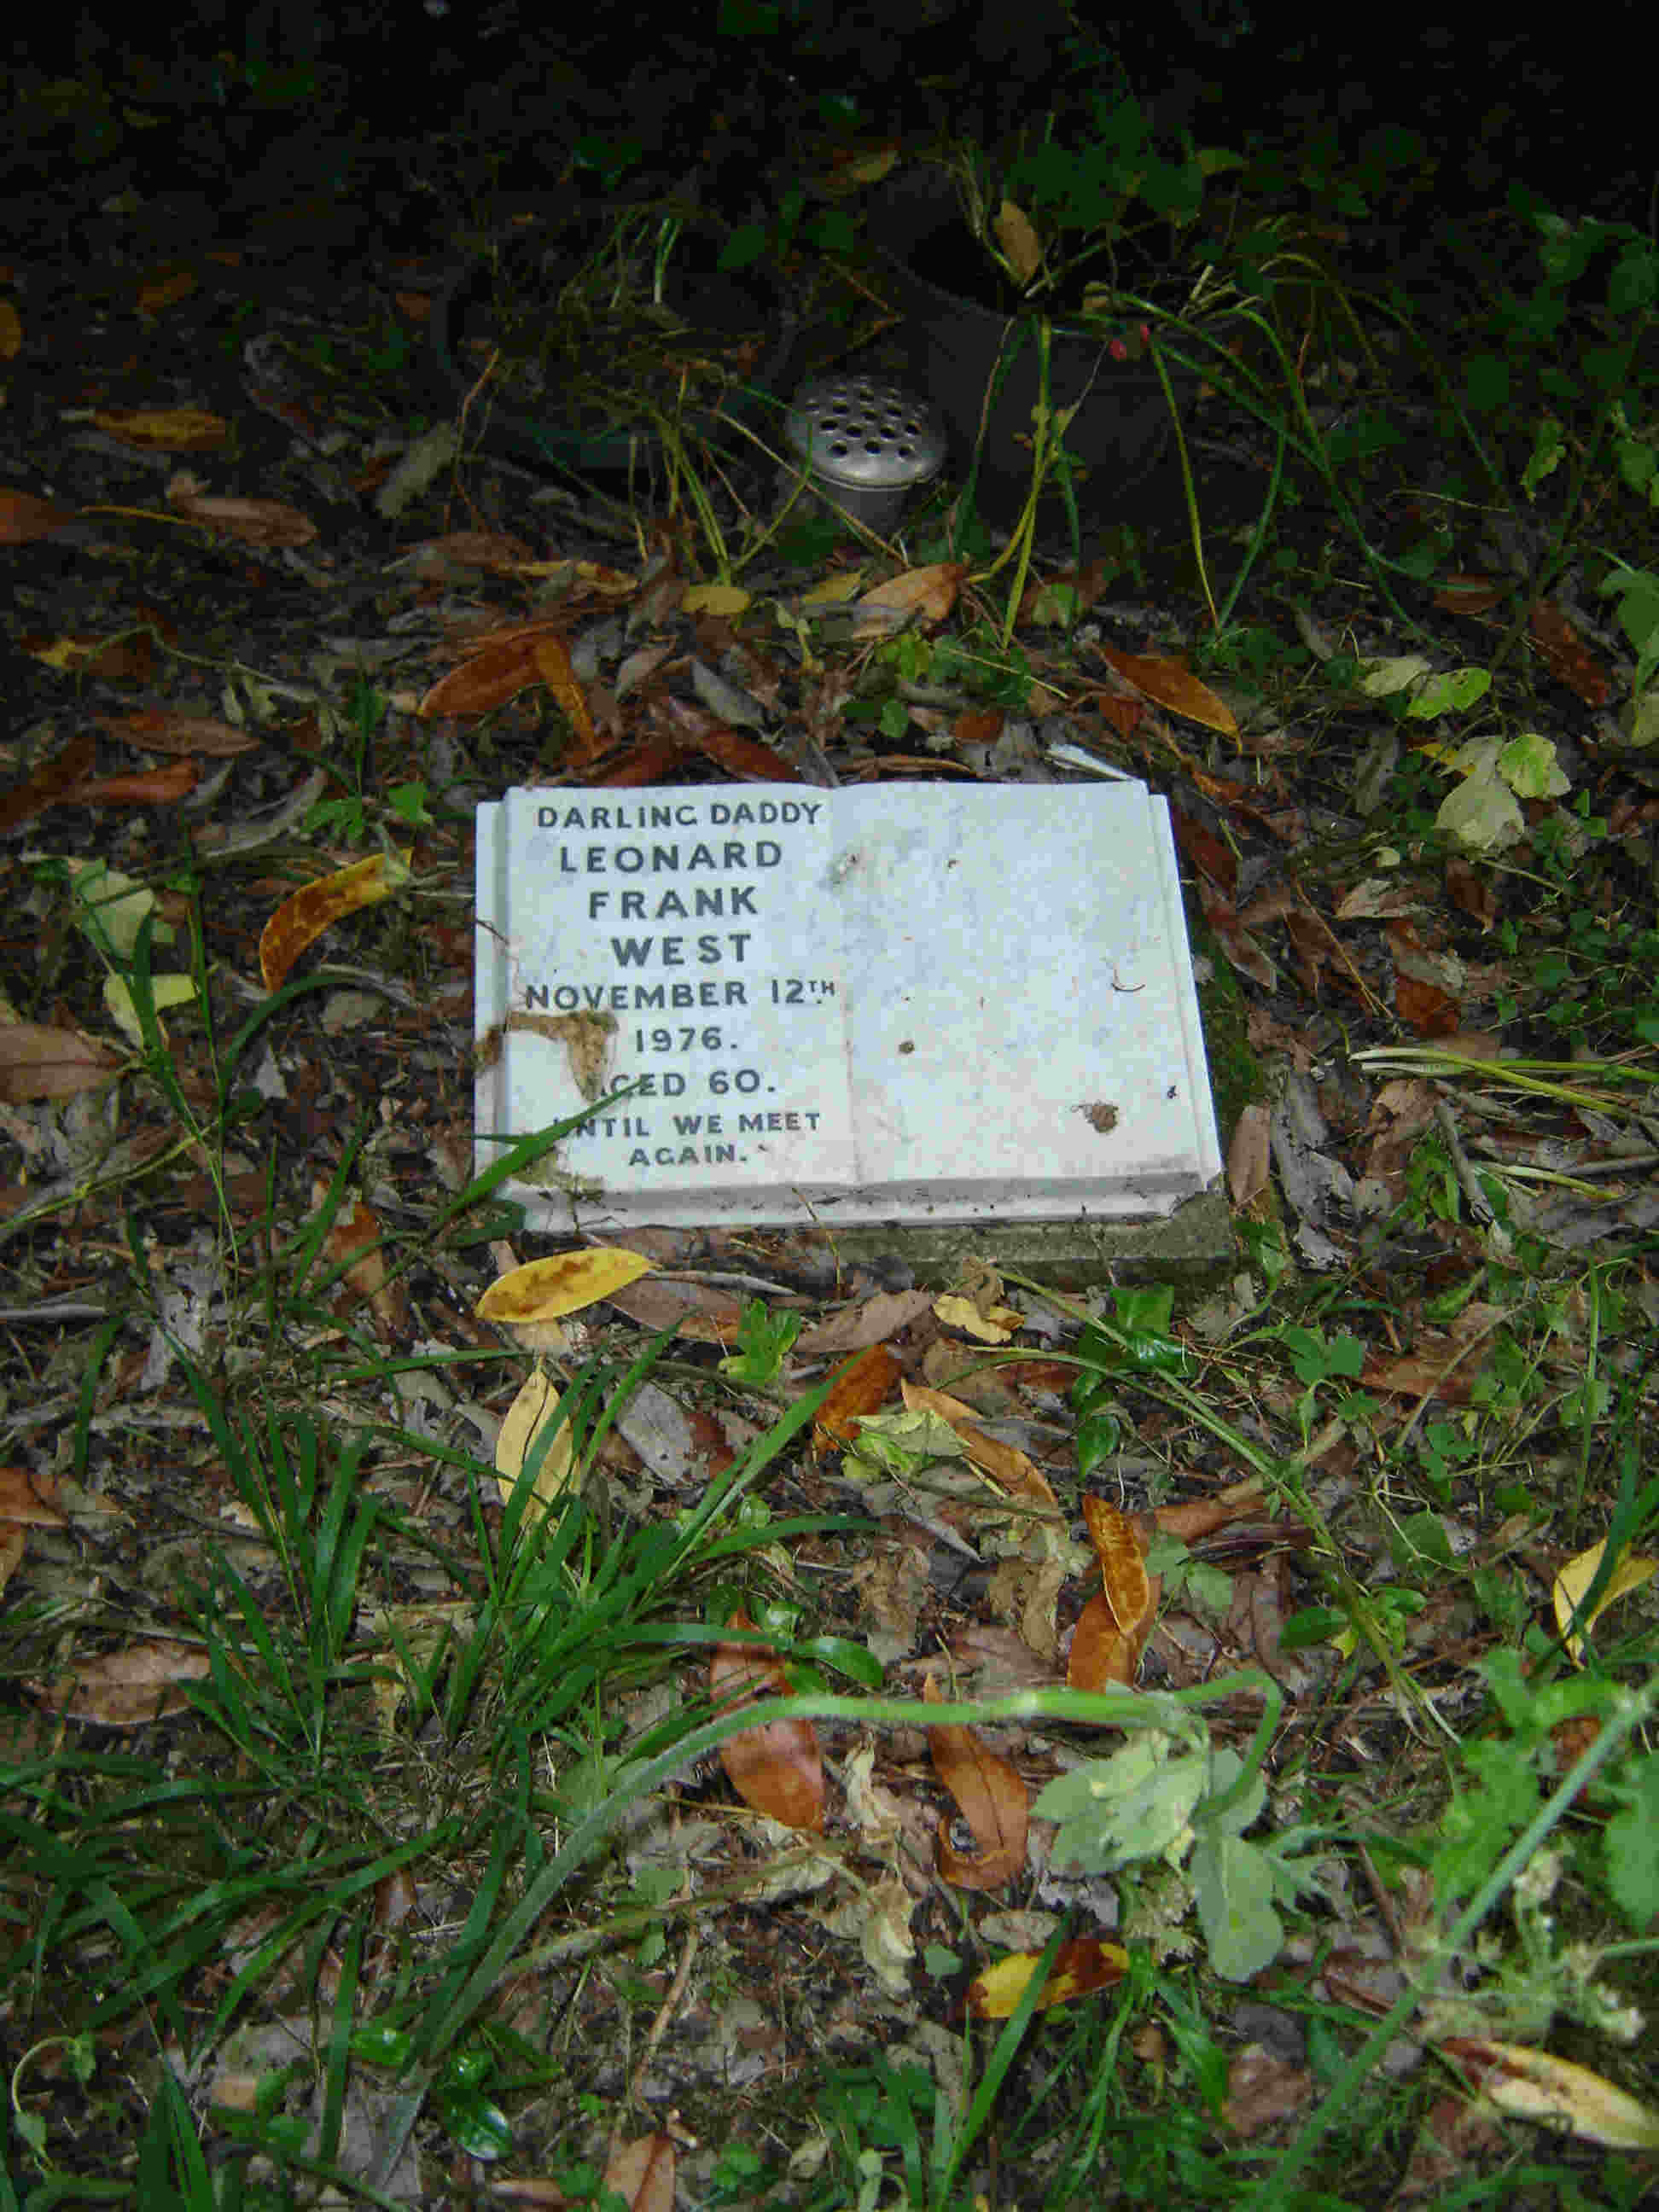 DARLING DADDY
LEONARD
FRANK
WEST
NOVEMBER 12TH
1976.
AGED 60.
UNTIL WE MEET
AGAIN.